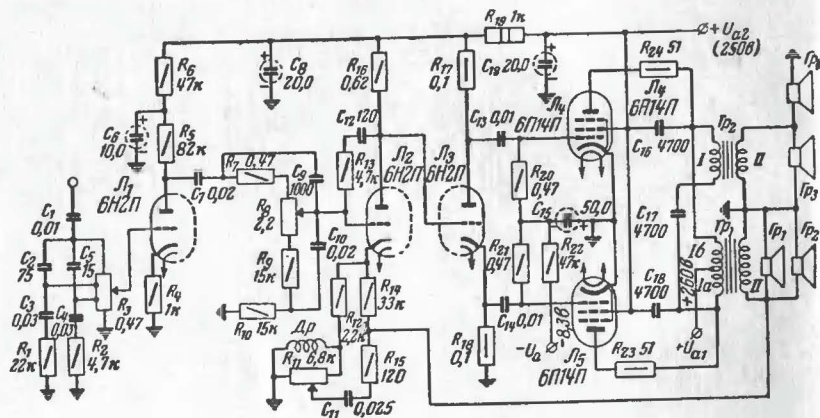 R19 1к
+ Ua2
(250в)
R6
47к
C8
20,0
R16
0,62
R17
0,1
C19 20,0
R24 51
Л4
6П14П
Гр4
C6
10,0
R5
82к
C12 120
C13 0,01
Л4
6П14П
C16 4700
Тр2
I
II
Гр3
Л1
6Н2П
C7 0,02
R7 0,47
C9
1000
R13
4,7к
Л2
6Н2П
Л3
6Н2П
R20
0,47
C1
0,01
R8
2,2
C10
0,02
C15
50,0
C17
4700
Тр1
Гр1
Гр2
C2
75
C5
15
R9
15к
R21
0,47
R22
47к
C18
4700
+250в
Iб
Iа
II
C3
0,03
C4
0,03
R3
0,47
R4
1к
R10 15к
R12
2,2к
R14
33к
C14 0,01
R1
22к
R2
4,7к
Др
R11 6,8к
R15
120
R18
0,1
-Ua
-8,3в
Л5
6П14П
R23 51
+Ua1
C11 0,025